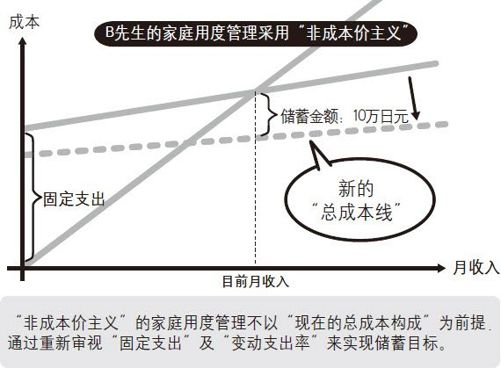 成本
B先生的家庭用度管理采用“非成本价主义”
储蓄金额：10万日元
固定支出
新的
“总成本线”
月收入
目前月收入
“非成本价主义”的家庭用度管理不以“现在的总成本构成”为前提，
通过重新审视“固定支出”及“变动支出率”来实现储蓄目标。